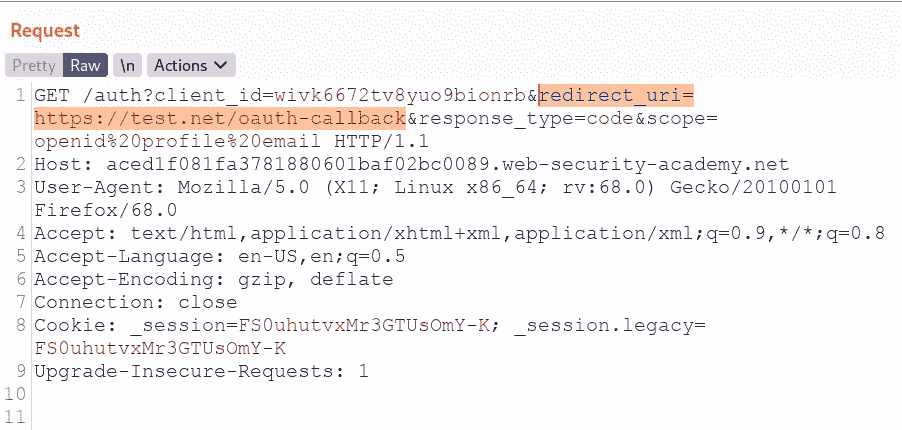 Request
Pretty Raw \n Actions
1 GET /auth?client_id=wivk6672tv8yuo9bionrb&redirect_uri=
https://test.net/oauth-callback&response_type=code&scope=
openid%20profile%20email HTTP/1.1
2 Host: aced1f081fa3781880601baf02bc0089.web-security-academy.net
3 User-Agent: Mozilla/5.0 (X11; Linux x86_64; rv:68.0) Gecko/20100101
Firefox/68.0
4 Accept: text/html,application/xhtml+xml,application/xml;q=0.9,*/*;q=0.8
5 Accept-Language: en-US,en;q=0.5
6 Accept-Encoding: gzip, deflate
7 Connection: close
8 Cookie: _session=FS0uhutvxMr3GTUsOmY-K; _session.legacy=
FS0uhutvxMr3GTUsOmY-K
9 Upgrade-Insecure-Requests: 1
10
11